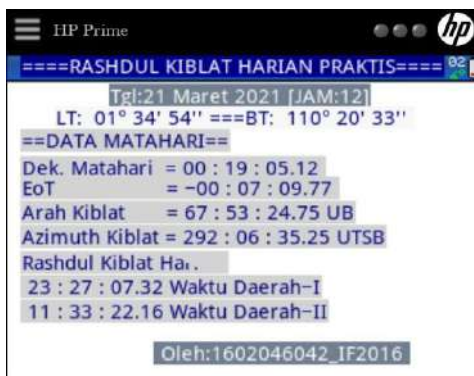 HP Prime
hp
====RASHDUL KIBLAT HARIAN PRAKTIS====
02
Tgl:21 Maret 2021 [JAM:12]
LT: 01° 34' 54'' ===BT: 110° 20' 33''
==DATA MATAHARI==
Dek. Matahari = 00 : 19 : 05.12
EoT = −00 : 07 : 09.77
Arah Kiblat = 67 : 53 : 24.75 UB
Azimuth Kiblat = 292 : 06 : 35.25 UTSB
Rashdul Kiblat
23 : 27 : 07.32 Waktu Daerah−I
11 : 33 : 22.16 Waktu Daerah−II
Oleh:1602046042_IF2016